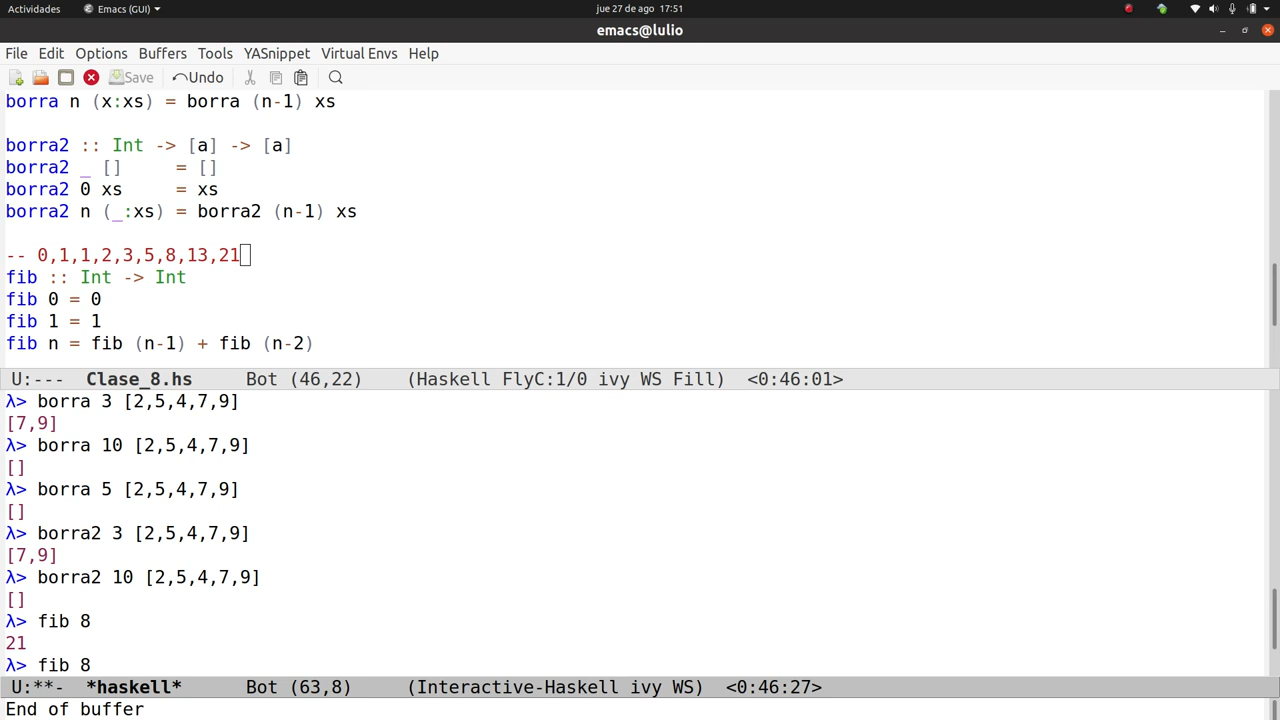 Actividades Emacs (GUI) jue 27 de ago 17:51
emacs@lulio
File Edit Options Buffers Tools YASnippet Virtual Envs Help
Save Undo
borra n (x:xs) = borra (n-1) xs
borra2 :: Int -> [a] -> [a]
borra2 _ [] = []
borra2 0 xs = xs
borra2 n (_:xs) = borra2 (n-1) xs
-- 0,1,1,2,3,5,8,13,21
fib :: Int -> Int
fib 0 = 0
fib 1 = 1
fib n = fib (n-1) + fib (n-2)
U:--- Clase_8.hs Bot (46,22) (Haskell FlyC:1/0 ivy WS Fill) <0:46:01>
λ> borra 3 [2,5,4,7,9]
[7,9]
λ> borra 10 [2,5,4,7,9]
[]
λ> borra 5 [2,5,4,7,9]
[]
λ> borra2 3 [2,5,4,7,9]
[7,9]
λ> borra2 10 [2,5,4,7,9]
[]
λ> fib 8
21
λ> fib 8
U:**- *haskell* Bot (63,8) (Interactive-Haskell ivy WS) <0:46:27>
End of buffer